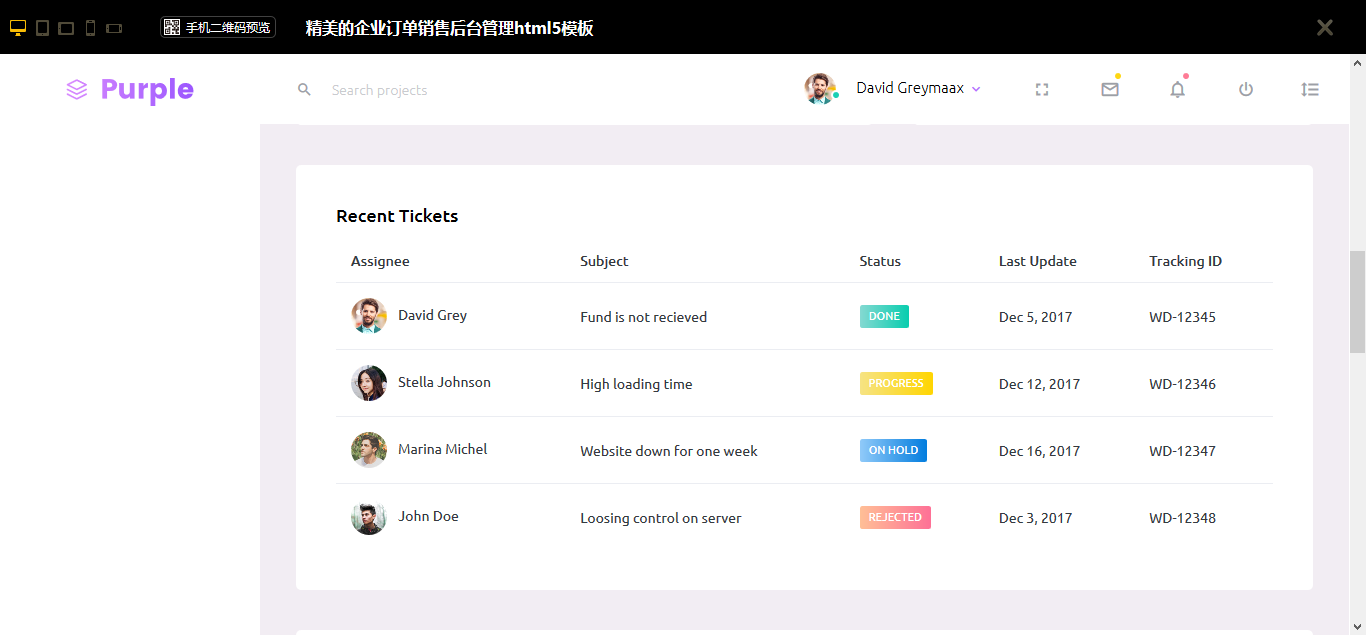 手机二维码预览 精美的企业订单销售后台管理html5模板
Purple Search projects David Greymaax
Recent Tickets
Assignee Subject Status Last Update Tracking ID
David Grey Fund is not recieved DONE Dec 5, 2017 WD-12345
Stella Johnson High loading time PROGRESS Dec 12, 2017 WD-12346
Marina Michel Website down for one week ON HOLD Dec 16, 2017 WD-12347
John Doe Loosing control on server REJECTED Dec 3, 2017 WD-12348